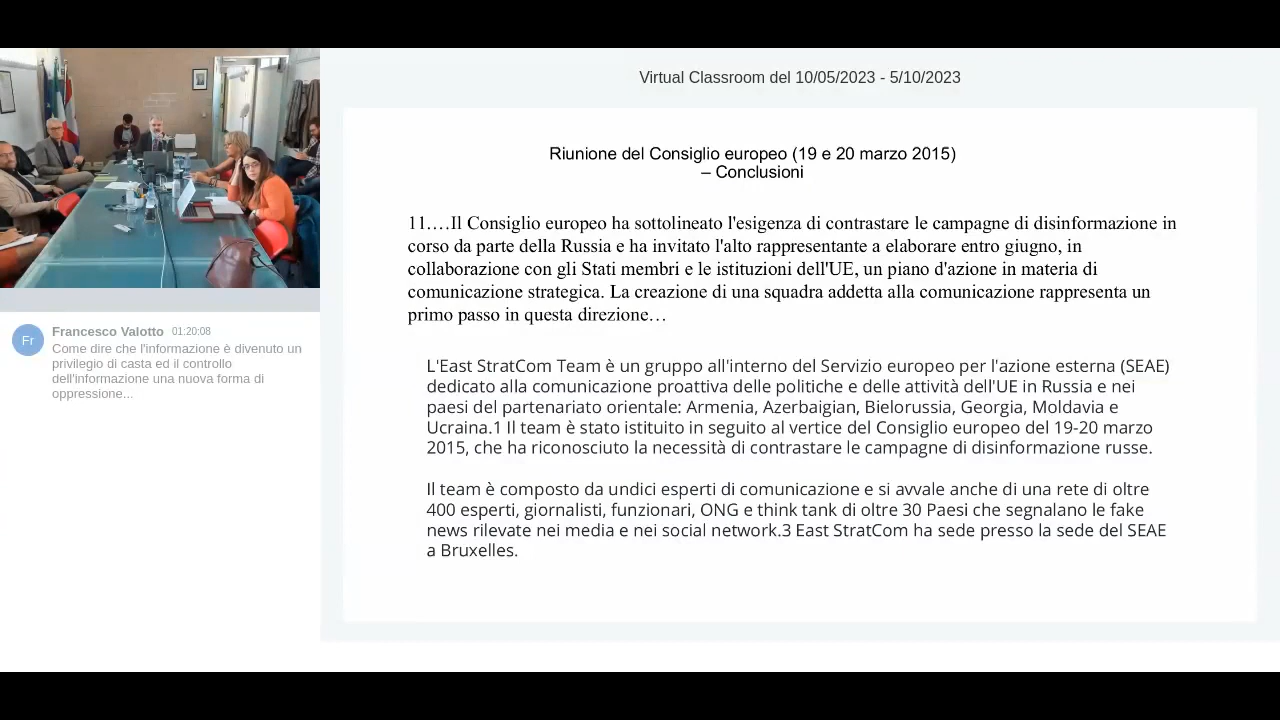 Virtual Classroom del 10/05/2023 - 5/10/2023
Riunione del Consiglio europeo (19 e 20 marzo 2015)
– Conclusioni
11.…Il Consiglio europeo ha sottolineato l'esigenza di contrastare le campagne di disinformazione in
corso da parte della Russia e ha invitato l'alto rappresentante a elaborare entro giugno, in
collaborazione con gli Stati membri e le istituzioni dell'UE, un piano d'azione in materia di
comunicazione strategica. La creazione di una squadra addetta alla comunicazione rappresenta un
primo passo in questa direzione…
L'East StratCom Team è un gruppo all'interno del Servizio europeo per l'azione esterna (SEAE)
dedicato alla comunicazione proattiva delle politiche e delle attività dell'UE in Russia e nei
paesi del partenariato orientale: Armenia, Azerbaigian, Bielorussia, Georgia, Moldavia e
Ucraina.1 Il team è stato istituito in seguito al vertice del Consiglio europeo del 19-20 marzo
2015, che ha riconosciuto la necessità di contrastare le campagne di disinformazione russe.
Il team è composto da undici esperti di comunicazione e si avvale anche di una rete di oltre
400 esperti, giornalisti, funzionari, ONG e think tank di oltre 30 Paesi che segnalano le fake
news rilevate nei media e nei social network.3 East StratCom ha sede presso la sede del SEAE
a Bruxelles.
Fr
Francesco Valotto 01:20:08
Come dire che l'informazione è divenuto un
privilegio di casta ed il controllo
dell'informazione una nuova forma di
oppressione...